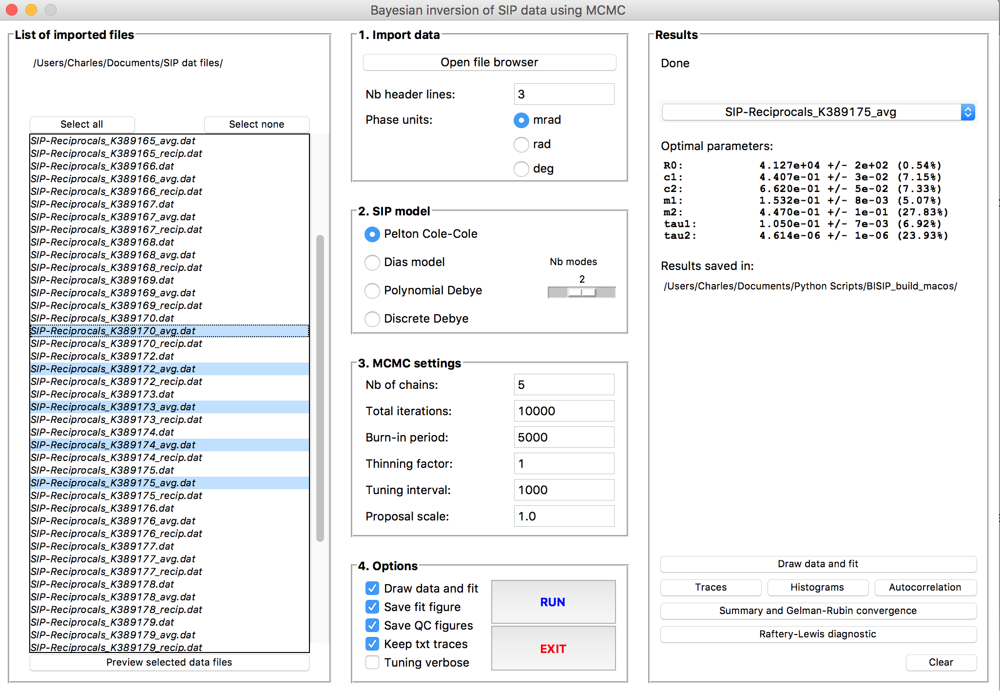 Bayesian inversion of SIP data using MCMC
List of imported files
/Users/Charles/Documents/SIP dat files/
Select all
Select none
SIP-Reciprocals_K389165_avg.dat
SIP-Reciprocals_K389165_recip.dat
SIP-Reciprocals_K389166.dat
SIP-Reciprocals_K389166_avg.dat
SIP-Reciprocals_K389166_recip.dat
SIP-Reciprocals_K389167.dat
SIP-Reciprocals_K389167_avg.dat
SIP-Reciprocals_K389167_recip.dat
SIP-Reciprocals_K389168.dat
SIP-Reciprocals_K389168_avg.dat
SIP-Reciprocals_K389168_recip.dat
SIP-Reciprocals_K389169.dat
SIP-Reciprocals_K389169_avg.dat
SIP-Reciprocals_K389169_recip.dat
SIP-Reciprocals_K389170.dat
SIP-Reciprocals_K389170_avg.dat
SIP-Reciprocals_K389170_recip.dat
SIP-Reciprocals_K389172.dat
SIP-Reciprocals_K389172_avg.dat
SIP-Reciprocals_K389172_recip.dat
SIP-Reciprocals_K389173.dat
SIP-Reciprocals_K389173_avg.dat
SIP-Reciprocals_K389173_recip.dat
SIP-Reciprocals_K389174.dat
SIP-Reciprocals_K389174_avg.dat
SIP-Reciprocals_K389174_recip.dat
SIP-Reciprocals_K389175.dat
SIP-Reciprocals_K389175_avg.dat
SIP-Reciprocals_K389175_recip.dat
SIP-Reciprocals_K389176.dat
SIP-Reciprocals_K389176_avg.dat
SIP-Reciprocals_K389176_recip.dat
SIP-Reciprocals_K389177.dat
SIP-Reciprocals_K389177_avg.dat
SIP-Reciprocals_K389177_recip.dat
SIP-Reciprocals_K389178.dat
SIP-Reciprocals_K389178_avg.dat
SIP-Reciprocals_K389178_recip.dat
SIP-Reciprocals_K389179.dat
SIP-Reciprocals_K389179_avg.dat
SIP-Reciprocals_K389179_recip.dat
Preview selected data files
1. Import data
Open file browser
Nb header lines: 3
Phase units: mrad
rad
deg
2. SIP model
Pelton Cole-Cole
Dias model
Polynomial Debye
Discrete Debye
Nb modes
2
3. MCMC settings
Nb of chains: 5
Total iterations: 10000
Burn-in period: 5000
Thinning factor: 1
Tuning interval: 1000
Proposal scale: 1.0
4. Options
Draw data and fit
Save fit figure
Save QC figures
Keep txt traces
Tuning verbose
RUN
EXIT
Results
Done
SIP-Reciprocals_K389175_avg
Optimal parameters:
R0: 4.127e+04 +/- 2e+02 (0.54%)
c1: 4.407e-01 +/- 3e-02 (7.15%)
c2: 6.620e-01 +/- 5e-02 (7.33%)
m1: 1.532e-01 +/- 8e-03 (5.07%)
m2: 4.470e-01 +/- 1e-01 (27.83%)
tau1: 1.050e-01 +/- 7e-03 (6.92%)
tau2: 4.614e-06 +/- 1e-06 (23.93%)
Results saved in:
/Users/Charles/Documents/Python Scripts/BISIP_build_macos/
Draw data and fit
Traces
Histograms
Autocorrelation
Summary and Gelman-Rubin convergence
Raftery-Lewis diagnostic
Clear